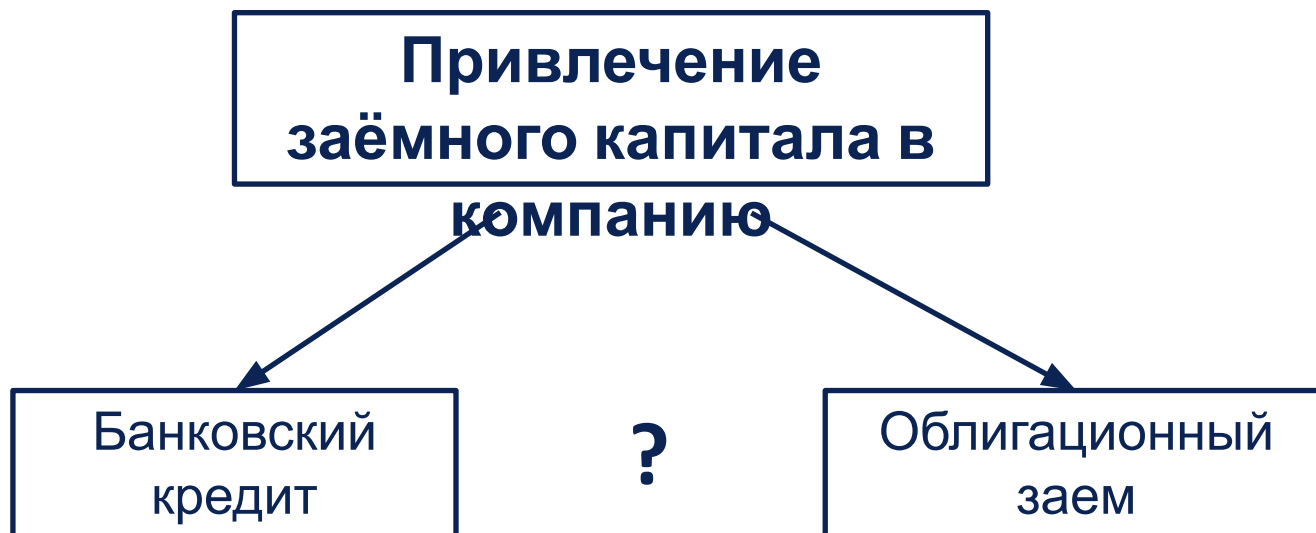 Привлечение
заёмного капитала в
компанию
Банковский
кредит
?
Облигационный
заем